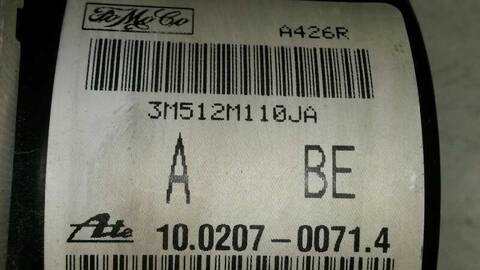 FoMoCo
A426R
3M512M110JA
A BE
Ate 10.0207-0071.4